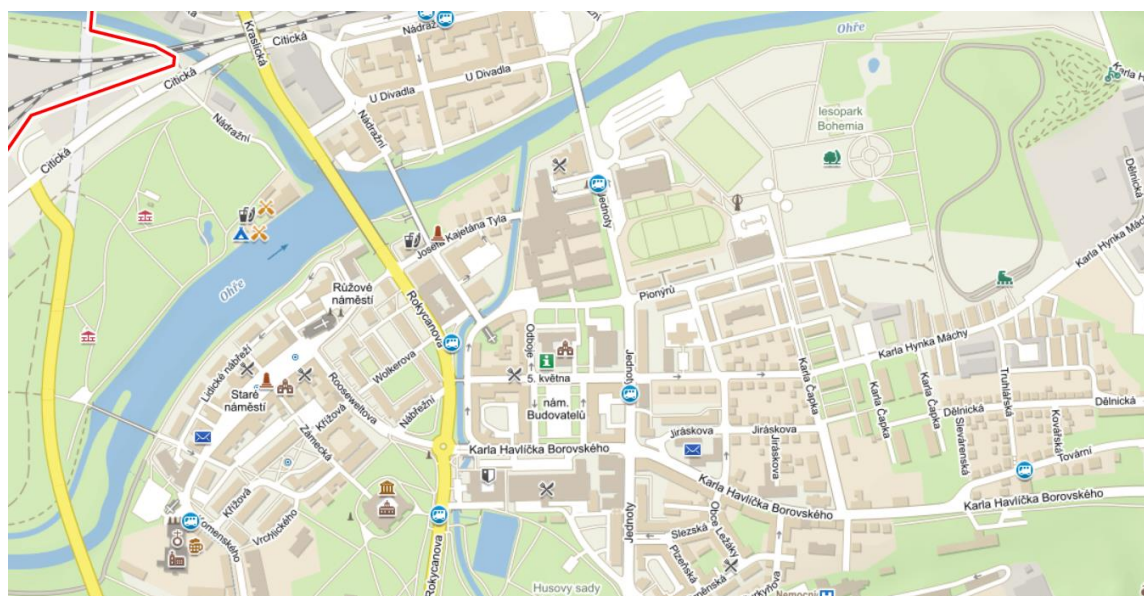 Nádražní
Citická
Kraslická
Ohře
Karla H
U Divadla
U Divadla
Citická
Nádražní
lesopark
Bohemia
Nádražní
Citická
Dělnická
Jednoty
Josefa Kajetána Tyla
Karla Hynka Máchy
Ohře
Růžové
náměstí
Pionýrů
Rokycanova
Odboje
Karla Hynka Máchy
Lidické nábřeží
Wolkerova
Jednoty
5. května
Karla Čapka
Truhlářská
Staré
náměstí
Rooseveltova
Křížová
Nábřežní
nám.
Budovatelů
Karla Čapka
Karla Čapka
Dělnická
Dělnická
Slevárenská
Kovářská
Zámecká
Jiráskova
Jiráskova
Jiráskova
Karla Havlíčka Borovského
Tovární
Křížová
Karla Havlíčka Borovského
Karla Havlíčka Borovského
Komenského
Vrchlického
Jednoty
Slezská
Obce Ležáky
Plzeňská
Rokycanova
Husovy sady
Nemocnic